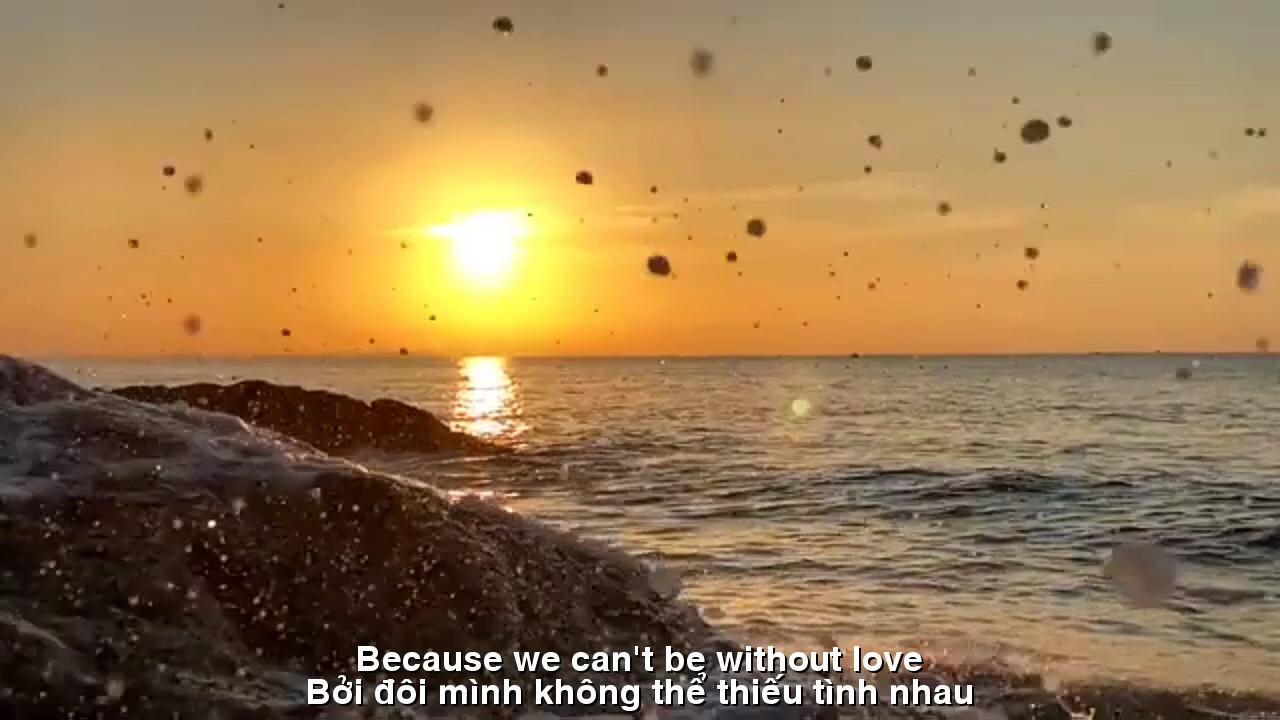 Because we can't be without love
Bởi đôi mình không thể thiếu tình nhau